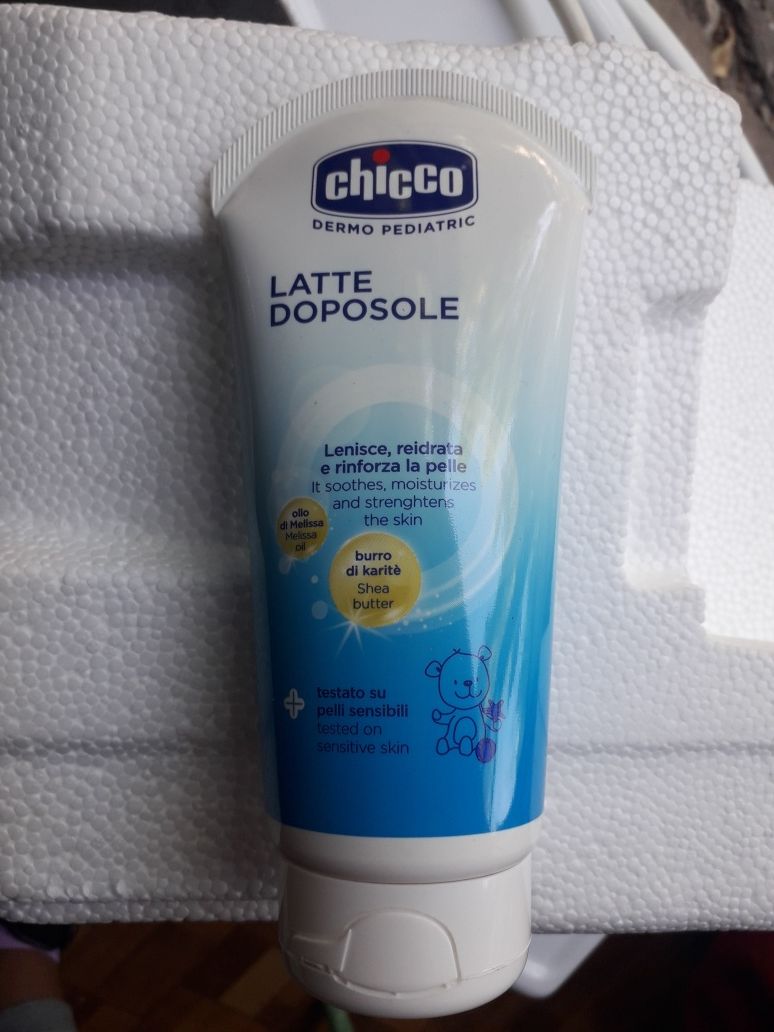 chicco
DERMO PEDIATRIC
LATTE
DOPOSOLE
Lenisce, reidrata
e rinforza la pelle
It soothes, moisturizes
and strenghtens
the skin
olio
di Melissa
Melissa
oil
burro
di karitè
Shea
butter
testato su
pelli sensibili
tested on
sensitive skin